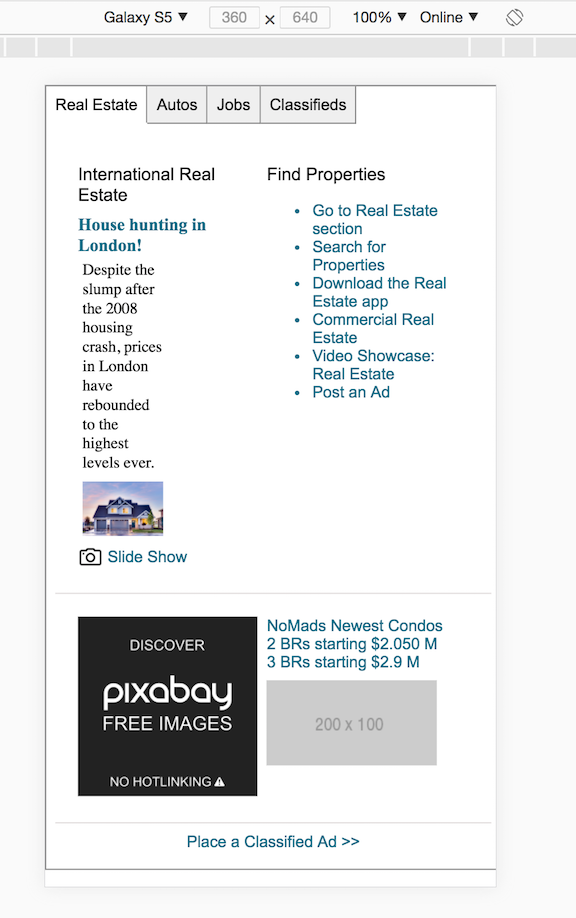 Galaxy S5 ▼ 360 × 640 100% ▼ Online ▼
Real Estate Autos Jobs Classifieds
International Real
Estate
House hunting in
London!
Despite the
slump after
the 2008
housing
crash, prices
in London
have
rebounded
to the
highest
levels ever.
Slide Show
Find Properties
• Go to Real Estate
section
• Search for
Properties
• Download the Real
Estate app
• Commercial Real
Estate
• Video Showcase:
Real Estate
• Post an Ad
DISCOVER
pixabay
FREE IMAGES
NO HOTLINKING
NoMads Newest Condos
2 BRs starting $2.050 M
3 BRs starting $2.9 M
200 x 100
Place a Classified Ad >>